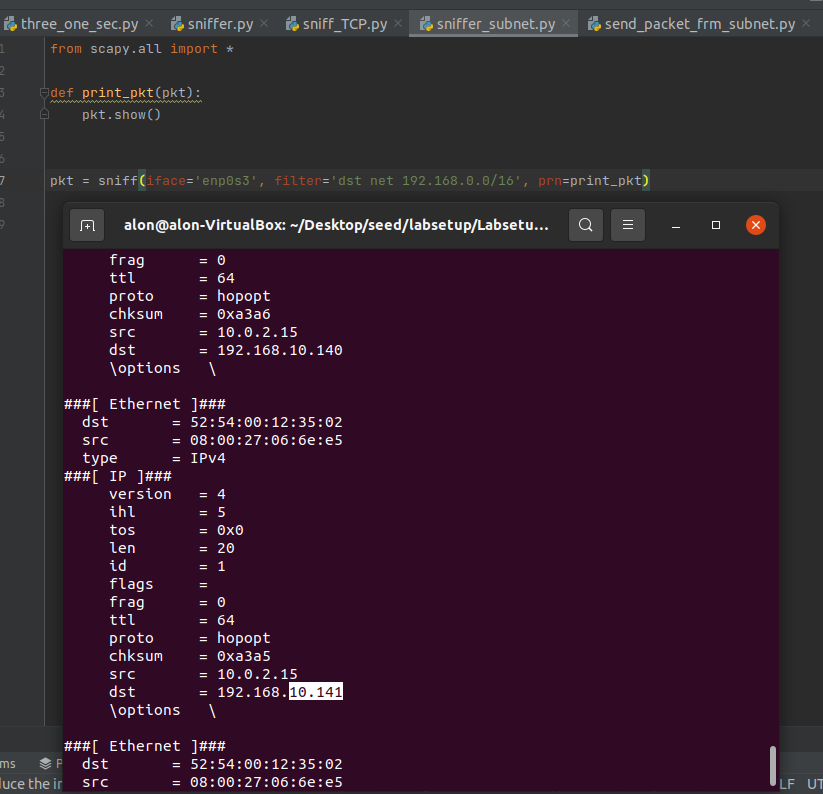 three_one_sec.py × sniffer.py × sniff_TCP.py × sniffer_subnet.py × send_packet_frm_subnet.py ×
1 from scapy.all import *
2
3 def print_pkt(pkt):
4 pkt.show()
5
6
7 pkt = sniff(iface='enp0s3', filter='dst net 192.168.0.0/16', prn=print_pkt)
8
9
alon@alon-VirtualBox: ~/Desktop/seed/labsetup/Labsetu...
frag = 0
ttl = 64
proto = hopopt
chksum = 0xa3a6
src = 10.0.2.15
dst = 192.168.10.140
\options \
###[ Ethernet ]###
dst = 52:54:00:12:35:02
src = 08:00:27:06:6e:e5
type = IPv4
###[ IP ]###
version = 4
ihl = 5
tos = 0x0
len = 20
id = 1
flags =
frag = 0
ttl = 64
proto = hopopt
chksum = 0xa3a5
src = 10.0.2.15
dst = 192.168.10.141
\options \
###[ Ethernet ]###
dst = 52:54:00:12:35:02
src = 08:00:27:06:6e:e5
ms P
luce the in LF UT